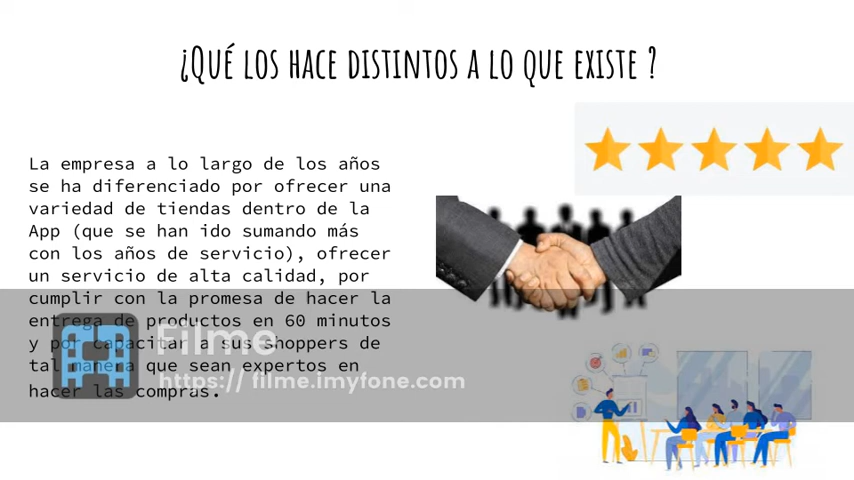 ¿Qué los hace distintos a lo que existe ?
La empresa a lo largo de los años
se ha diferenciado por ofrecer una
variedad de tiendas dentro de la
App (que se han ido sumando más
con los años de servicio), ofrecer
un servicio de alta calidad, por
cumplir con la promesa de hacer la
entrega de productos en 60 minutos
y por capacitar a sus shoppers de
tal manera que sean expertos en
hacer las compras.
Filme
https:// filme.imyfone.com